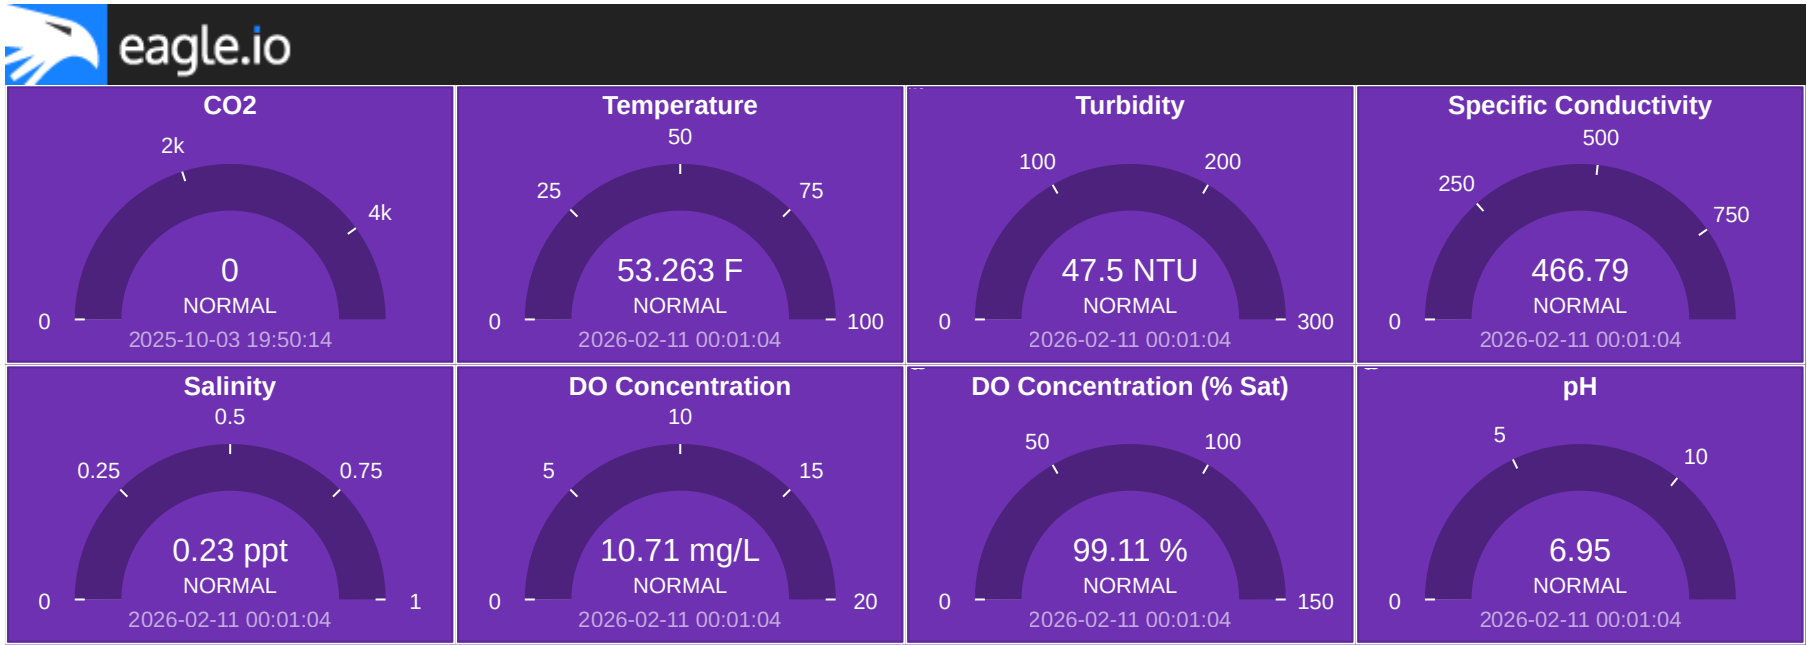 eagle.io
CO2
2k
4k
0
0
NORMAL
2025-10-03 19:50:14
Temperature
50
25
75
53.263 F
NORMAL
0
100
2026-02-11 00:01:04
Turbidity
100
200
47.5 NTU
NORMAL
0
300
2026-02-11 00:01:04
Specific Conductivity
500
250
750
466.79
NORMAL
0
2026-02-11 00:01:04
Salinity
0.5
0.25
0.75
0.23 ppt
NORMAL
0
1
2026-02-11 00:01:04
DO Concentration
10
5
15
10.71 mg/L
NORMAL
0
20
2026-02-11 00:01:04
DO Concentration (% Sat)
50
100
99.11 %
NORMAL
0
150
2026-02-11 00:01:04
pH
5
10
6.95
NORMAL
0
2026-02-11 00:01:04